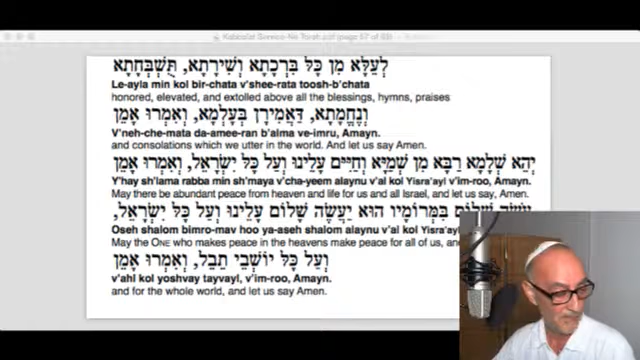 Kabbalat Service-No Torah.pdf (page 57 of 63)
לְעֵלָּא מִן כָּל בִּרְכָתָא וְשִׁירָתָא, תֻּשְׁבְּחָתָא
Le-ayla min kol bir-chata v'shee-rata toosh-b'chata
honored, elevated, and extolled above all the blessings, hymns, praises
וְנֶחֱמָתָא, דַּאֲמִירָן בְּעָלְמָא, וְאִמְרוּ אָמֵן
V'neh-che-mata da-amee-ran b'alma ve-imru, Amayn.
and consolations which we utter in the world. And let us say Amen.
יְהֵא שְׁלָמָא רַבָּא מִן שְׁמַיָּא וְחַיִּים עָלֵינוּ וְעַל כָּל יִשְׂרָאֵל, וְאִמְרוּ אָמֵן
Y'hay sh'lama rabba min sh'maya v'cha-yeem alaynu v'al kol Yisra'ayl v'im-roo, Amayn.
May there be abundant peace from heaven and life for us and all Israel, and let us say, Amen.
עֹשֶׂה שָׁלוֹם בִּמְרוֹמָיו הוּא יַעֲשֶׂה שָׁלוֹם עָלֵינוּ וְעַל כָּל יִשְׂרָאֵל,
Oseh shalom bimro-mav hoo ya-aseh shalom alaynu v'al kol Yisra'ayl
May the ONE who makes peace in the heavens make peace for all of us, and
וְעַל כָּל יוֹשְׁבֵי תֵבֵל, וְאִמְרוּ אָמֵן
v'ahl kol yoshvay tayvayl, v'im-roo, Amayn.
and for the whole world, and let us say Amen.